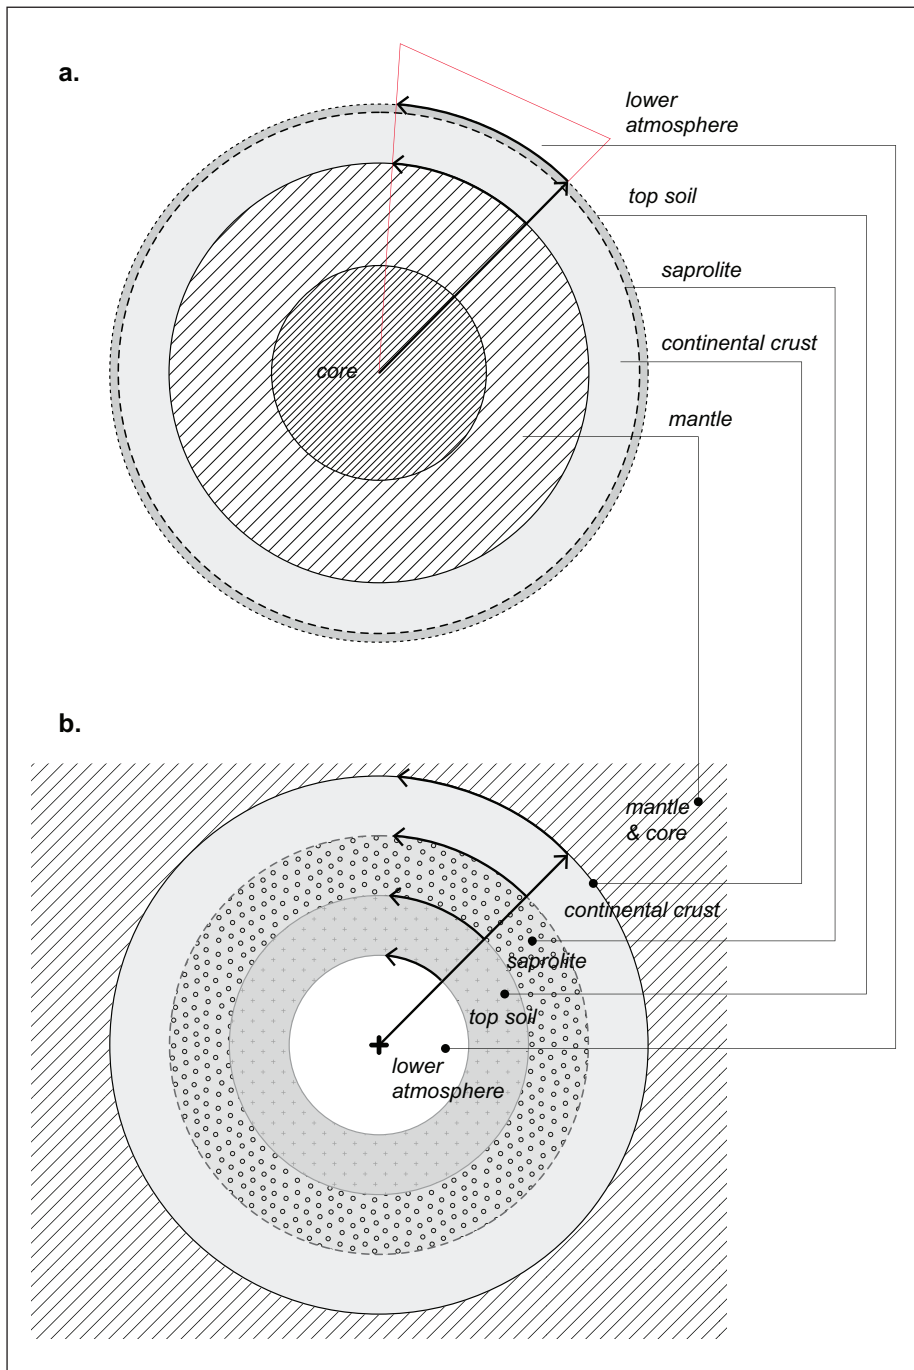 a.
lower
atmosphere
top soil
saprolite
continental crust
core
mantle
b.
mantle
& core
continental crust
saprolite
top soil
lower
atmosphere